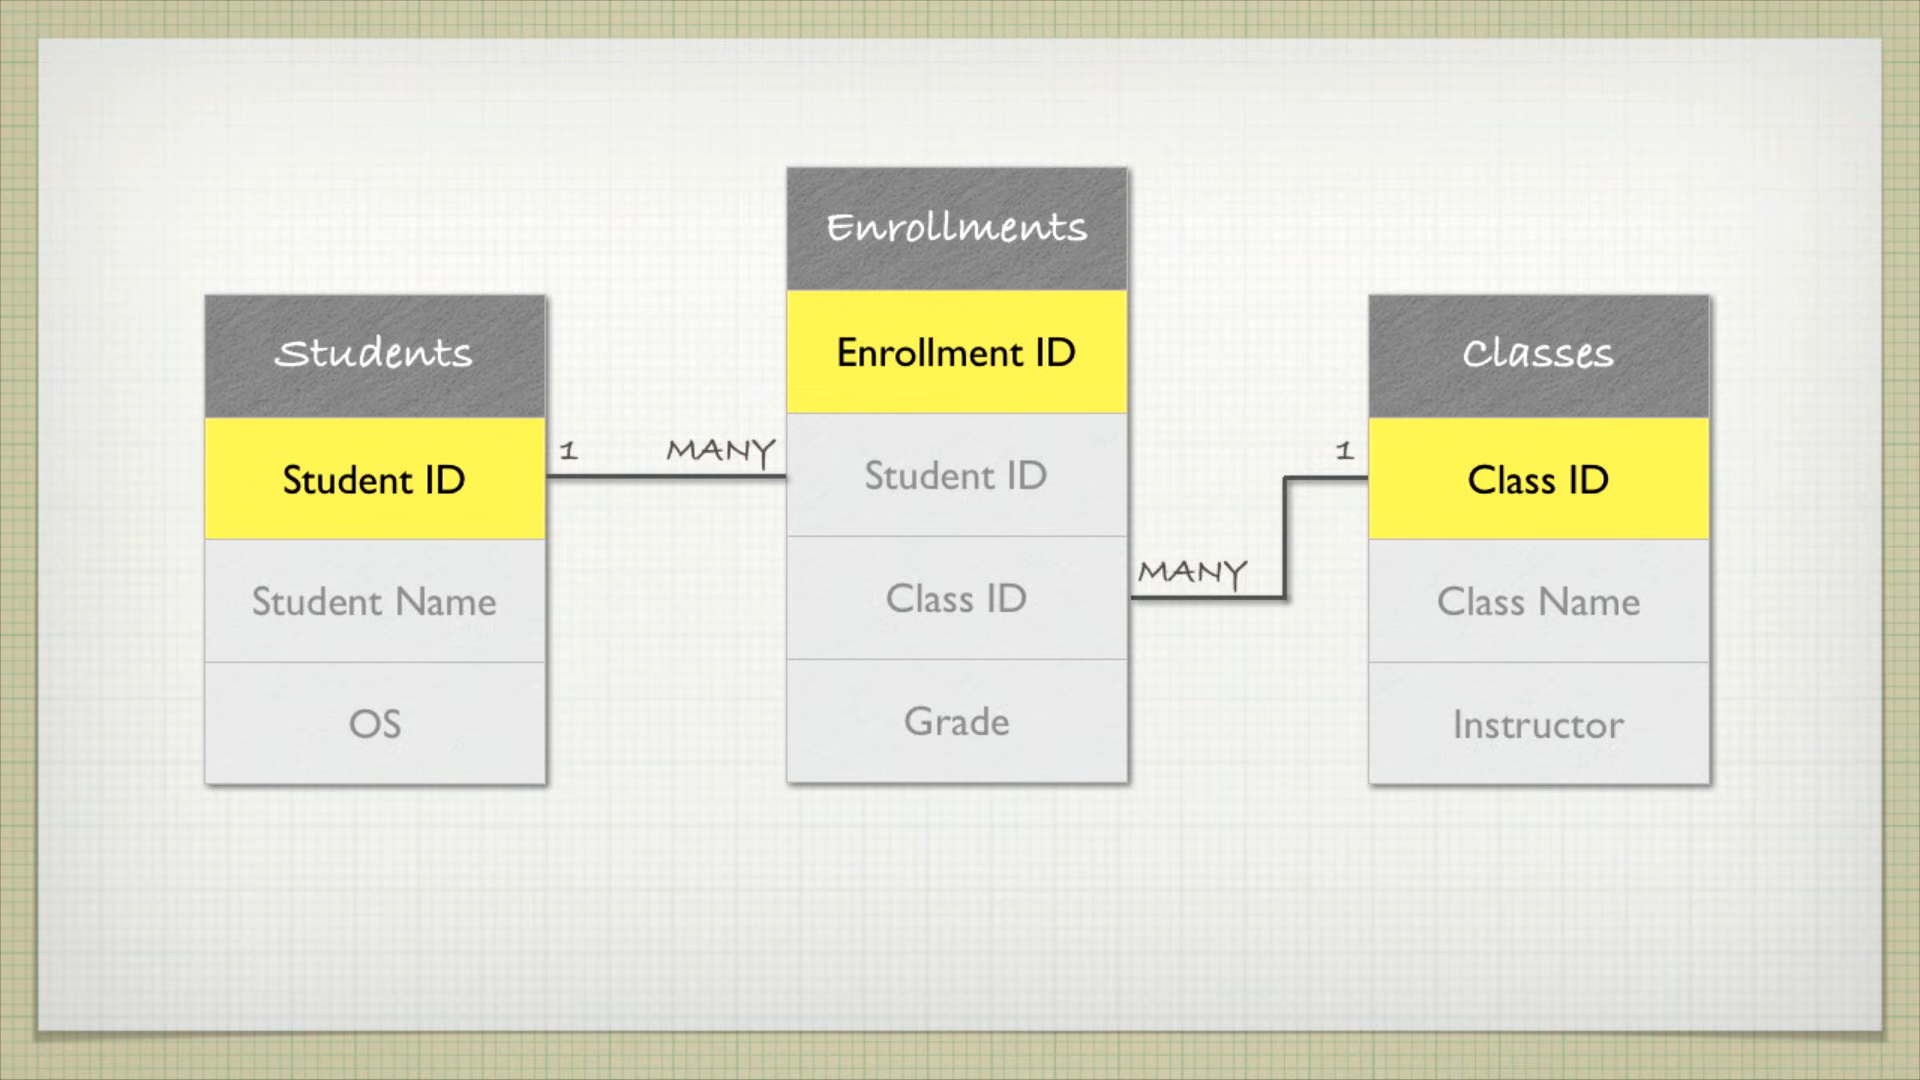 Students
Student ID
Student Name
OS
1
MANY
Enrollments
Enrollment ID
Student ID
Class ID
Grade
MANY
1
Classes
Class ID
Class Name
Instructor